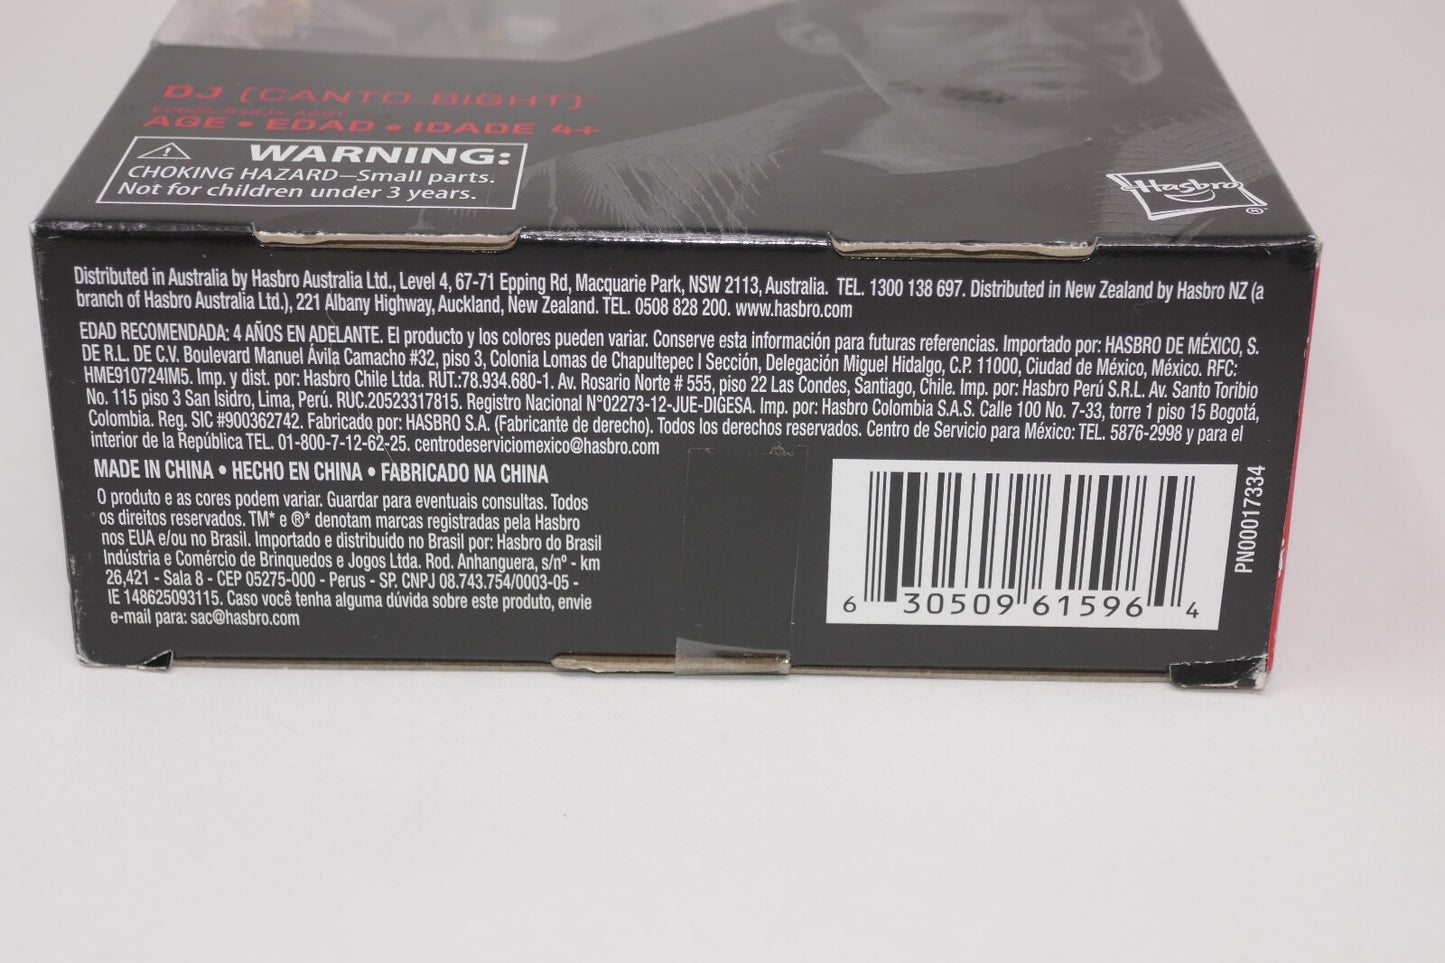 DJ (CANTO BIGHT)™
AGE • EDAD • IDADE 4+
WARNING:
CHOKING HAZARD—Small parts.
Not for children under 3 years.
Hasbro®
Distributed in Australia by Hasbro Australia Ltd., Level 4, 67-71 Epping Rd, Macquarie Park, NSW 2113, Australia. TEL. 1300 138 697. Distributed in New Zealand by Hasbro NZ (a
branch of Hasbro Australia Ltd.), 221 Albany Highway, Auckland, New Zealand. TEL. 0508 828 200. www.hasbro.com
EDAD RECOMENDADA: 4 AÑOS EN ADELANTE. El producto y los colores pueden variar. Conserve esta información para futuras referencias. Importado por: HASBRO DE MÉXICO, S.
DE R.L. DE C.V. Boulevard Manuel Ávila Camacho #32, piso 3, Colonia Lomas de Chapultepec I Sección, Delegación Miguel Hidalgo, C.P. 11000, Ciudad de México, México. RFC:
HME910724IM5. Imp. y dist. por: Hasbro Chile Ltda. RUT.:78.934.680-1. Av. Rosario Norte # 555, piso 22 Las Condes, Santiago, Chile. Imp. por: Hasbro Perú S.R.L. Av. Santo Toribio
No. 115 piso 3 San Isidro, Lima, Perú. RUC.20523317815. Registro Nacional N°02273-12-JUE-DIGESA. Imp. por: Hasbro Colombia S.A.S. Calle 100 No. 7-33, torre 1 piso 15 Bogotá,
Colombia. Reg. SIC #900362742. Fabricado por: HASBRO S.A. (Fabricante de derecho). Todos los derechos reservados. Centro de Servicio para México: TEL. 5876-2998 y para el
interior de la República TEL. 01-800-7-12-62-25. centrodeserviciomexico@hasbro.com
MADE IN CHINA • HECHO EN CHINA • FABRICADO NA CHINA
O produto e as cores podem variar. Guardar para eventuais consultas. Todos
os direitos reservados. TM* e ®* denotam marcas registradas pela Hasbro
nos EUA e/ou no Brasil. Importado e distribuído no Brasil por: Hasbro do Brasil
Indústria e Comércio de Brinquedos e Jogos Ltda. Rod. Anhanguera, s/nº - km
26,421 - Sala 8 - CEP 05275-000 - Perus - SP. CNPJ 08.743.754/0003-05 -
IE 148625093115. Caso você tenha alguma dúvida sobre este produto, envie
e-mail para: sac@hasbro.com
6 30509 61596 4
PN00017334